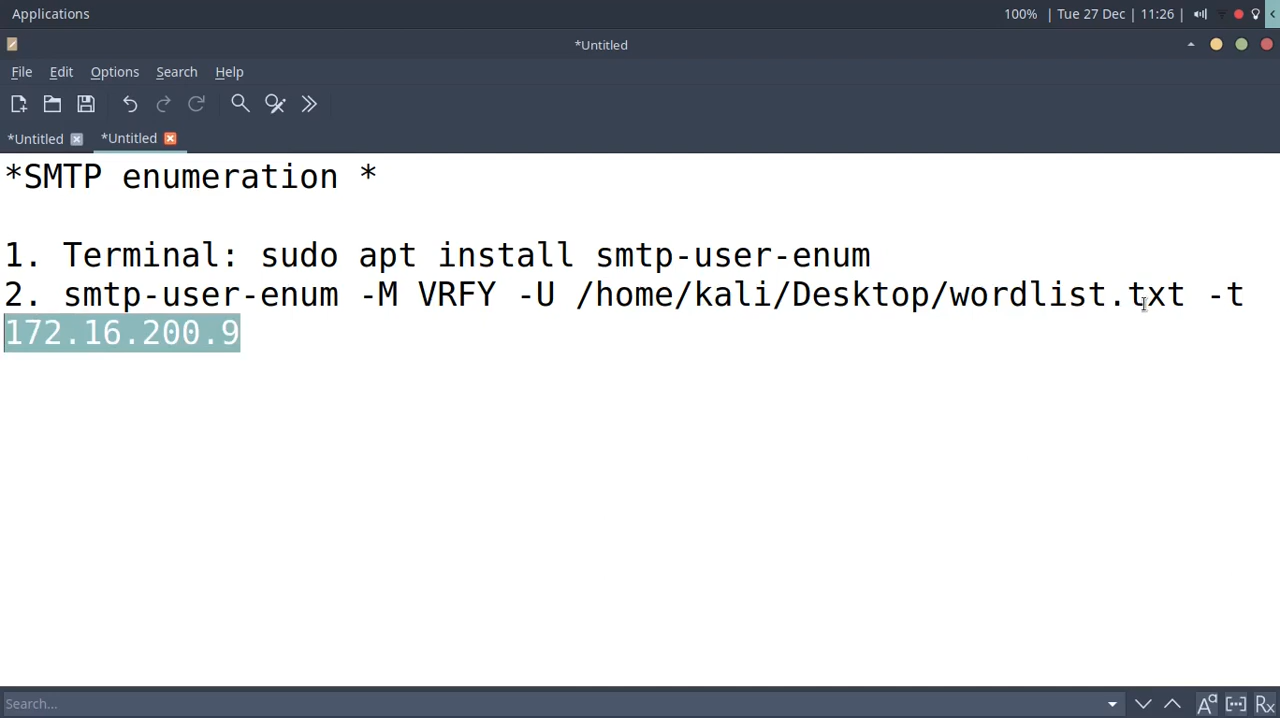 Applications
100% | Tue 27 Dec | 11:26 |
*Untitled
File Edit Options Search Help
*Untitled *Untitled
*SMTP enumeration *
1. Terminal: sudo apt install smtp-user-enum
2. smtp-user-enum -M VRFY -U /home/kali/Desktop/wordlist.txt -t
172.16.200.9
Search...